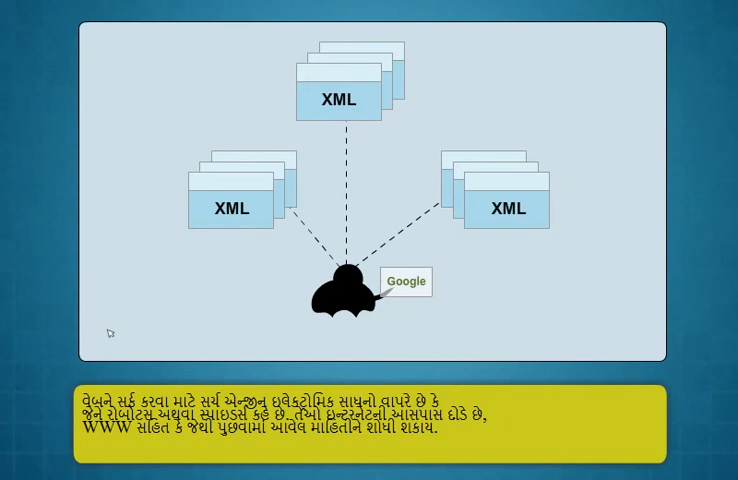 XML
XML
XML
Google
વેબને સર્ફ કરવા માટે સર્ચ એન્જીન ઇલેક્ટ્રોમિક સાધનો વાપરે છે કે
જેને રોબોટસ અથવા સ્પાઇડર્સ કહે છે. તેઓ ઇન્ટરનેટની આસપાસ દોડે છે,
WWW સહિત કે જેથી પુછવામાં આવેલ માહિતીને શોધી શકાય.